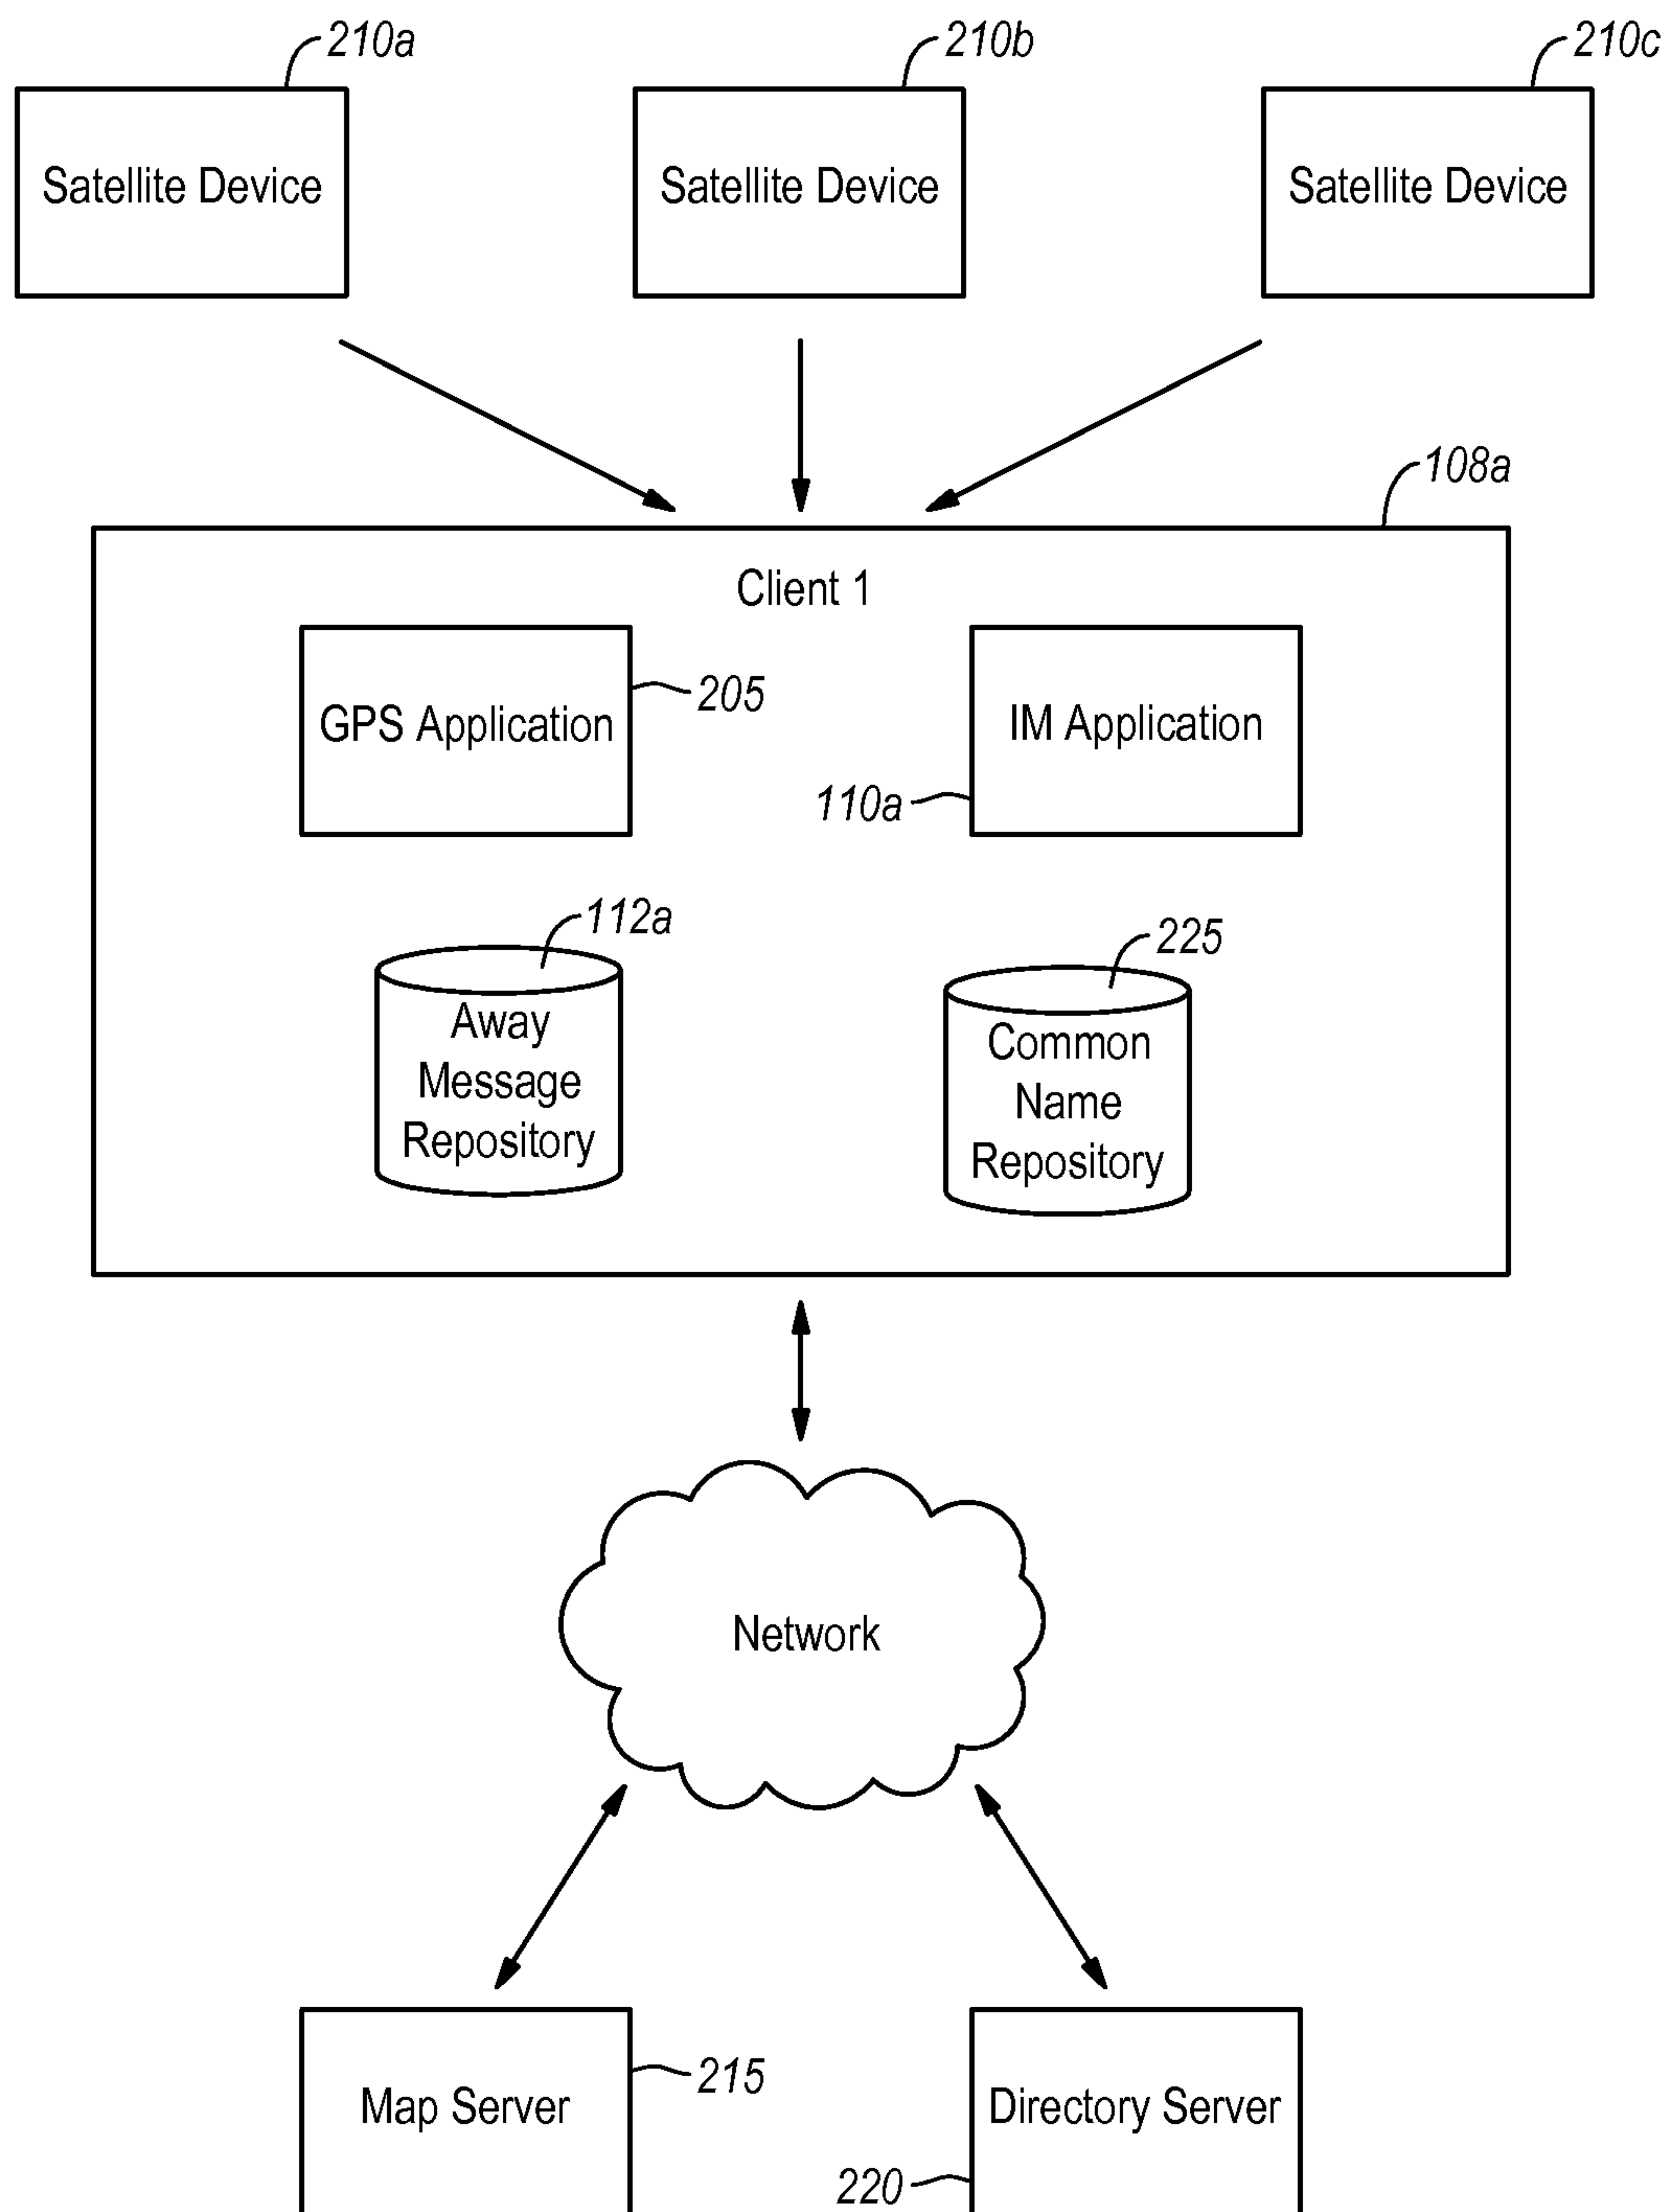 210a
210b
210c
Satellite Device
Satellite Device
Satellite Device
108a
Client 1
GPS Application
205
IM Application
110a
112a
Away
Message
Repository
225
Common
Name
Repository
Network
Map Server
215
Directory Server
220